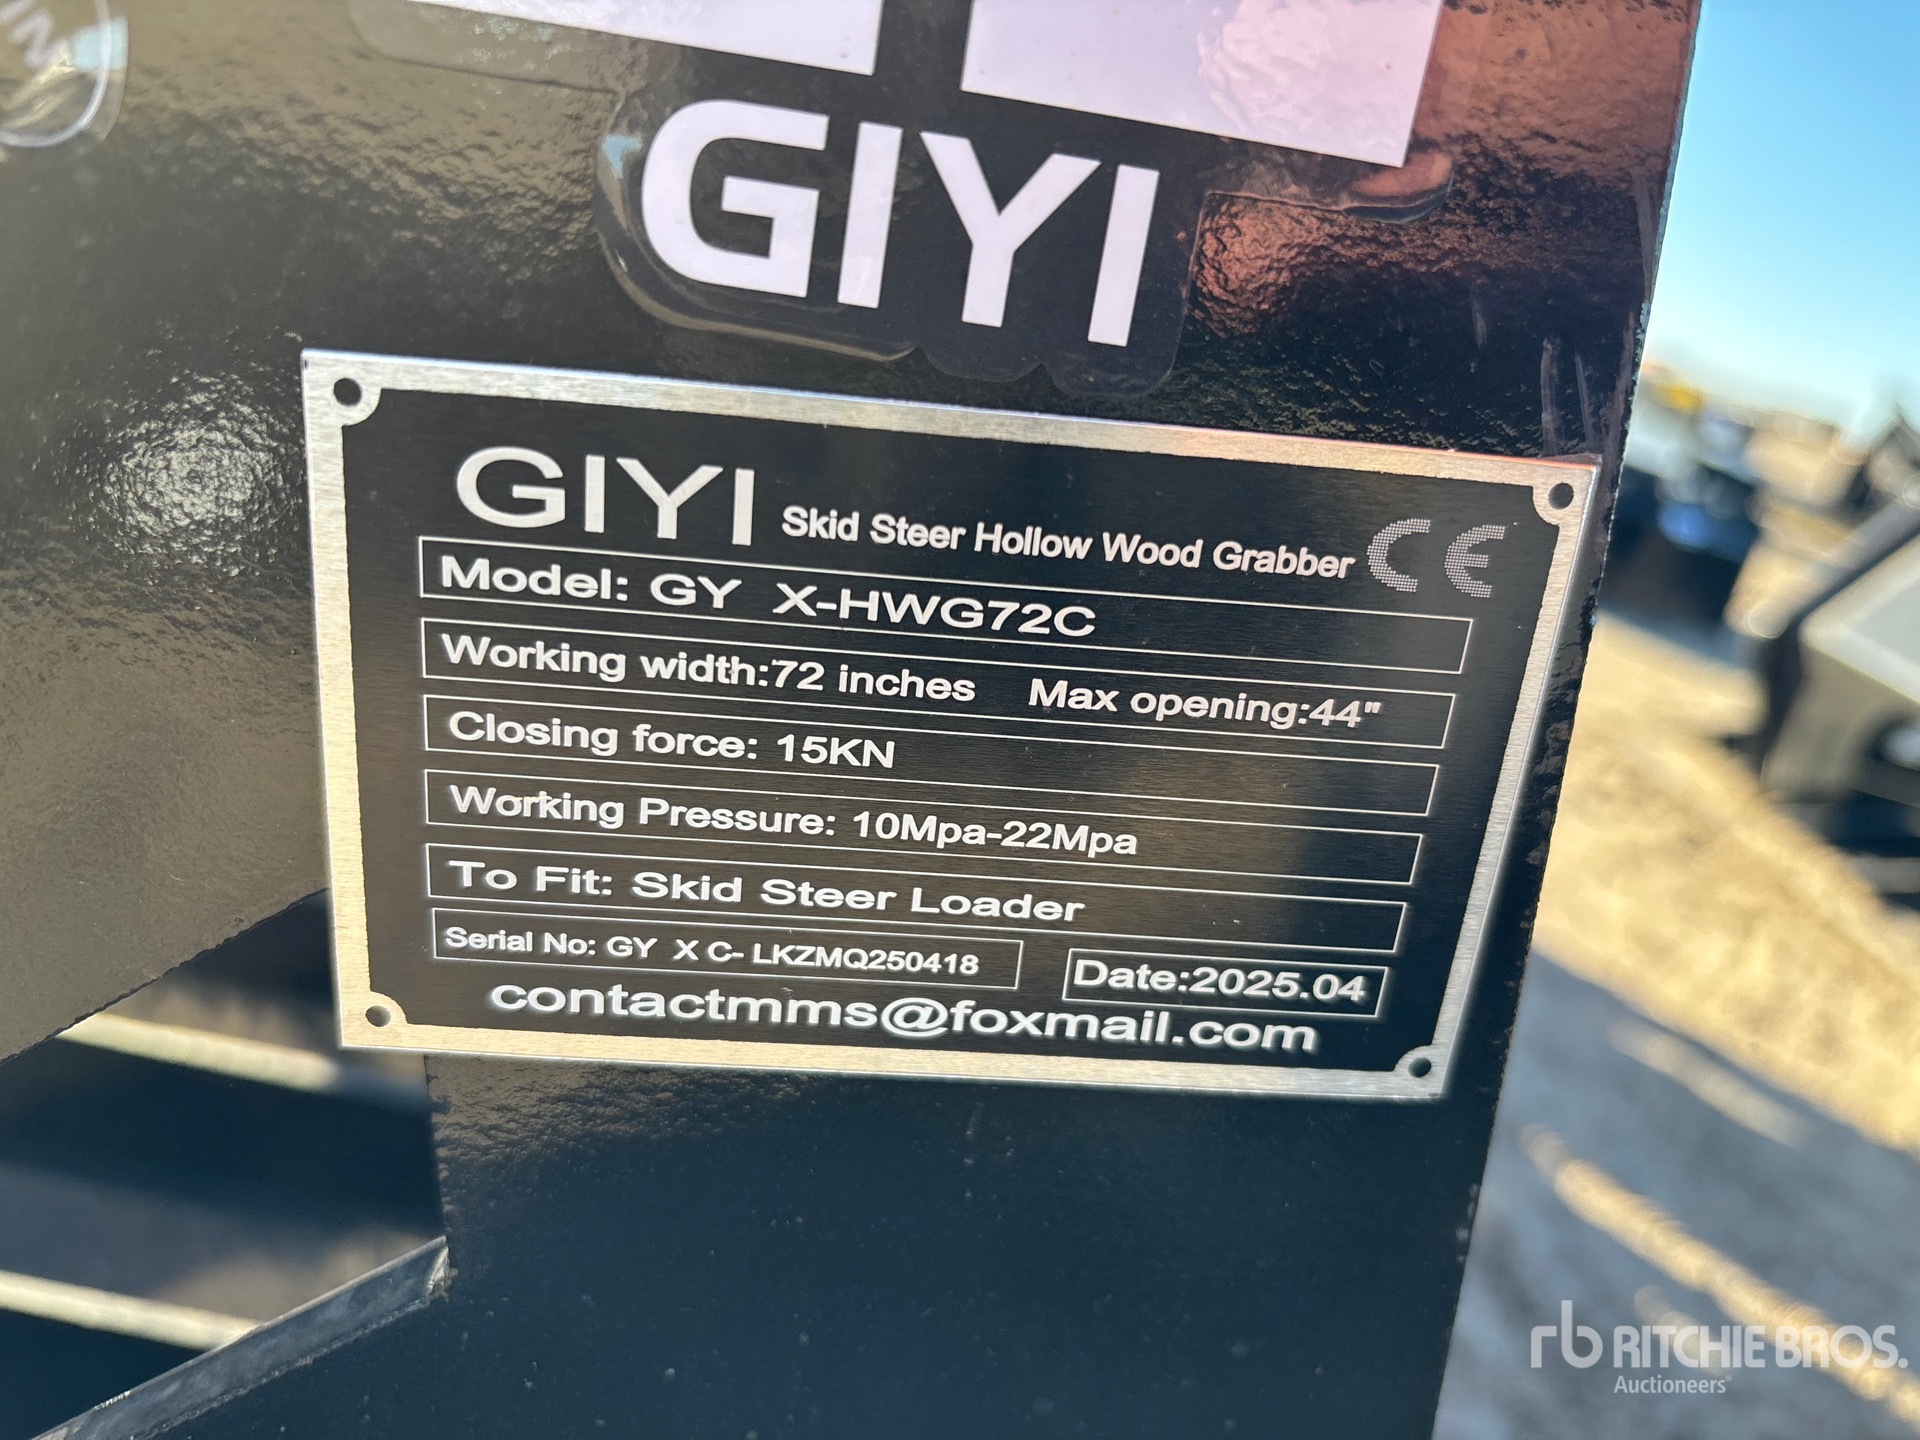 GIYI
GIYI Skid Steer Hollow Wood Grabber CE
Model: GY X-HWG72C
Working width:72 inches Max opening:44"
Closing force: 15KN
Working Pressure: 10Mpa-22Mpa
To Fit: Skid Steer Loader
Serial No: GY X C- LKZMQ250418 Date:2025.04
contactmms@foxmail.com
rb RITCHIE BROS.
Auctioneers